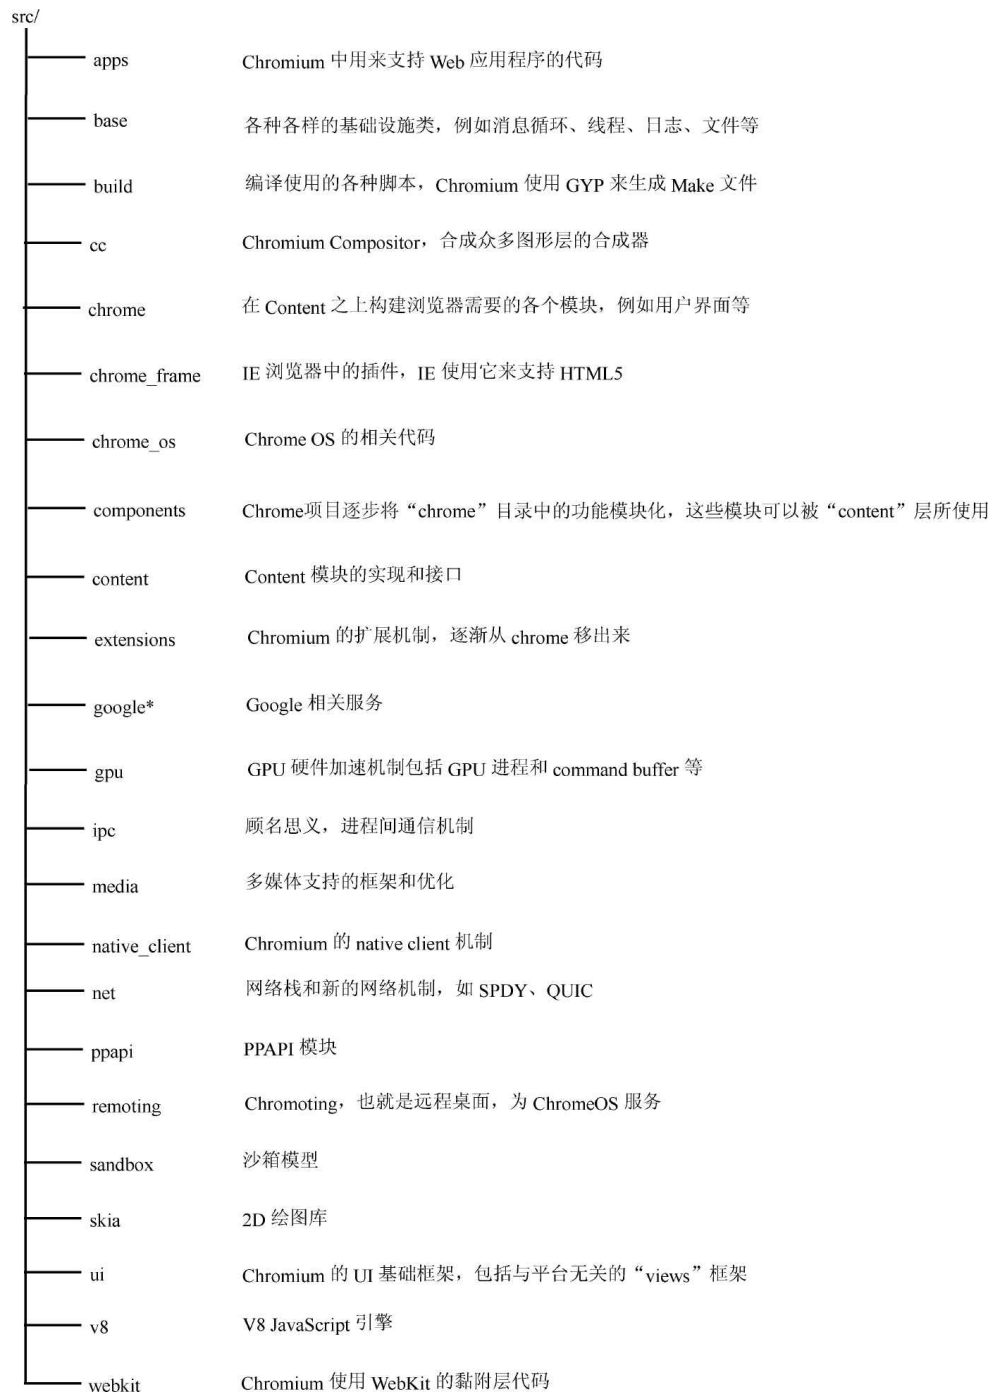 src/
apps Chromium 中用来支持 Web 应用程序的代码
base 各种各样的基础设施类，例如消息循环、线程、日志、文件等
build 编译使用的各种脚本，Chromium 使用 GYP 来生成 Make 文件
cc Chromium Compositor，合成众多图形层的合成器
chrome 在 Content 之上构建浏览器需要的各个模块，例如用户界面等
chrome_frame IE 浏览器中的插件，IE 使用它来支持 HTML5
chrome_os Chrome OS 的相关代码
components Chrome项目逐步将“chrome”目录中的功能模块化，这些模块可以被“content”层所使用
content Content 模块的实现和接口
extensions Chromium 的扩展机制，逐渐从 chrome 移出来
google* Google 相关服务
gpu GPU 硬件加速机制包括 GPU 进程和 command buffer 等
ipc 顾名思义，进程间通信机制
media 多媒体支持的框架和优化
native_client Chromium 的 native client 机制
net 网络栈和新的网络机制，如 SPDY、QUIC
ppapi PPAPI 模块
remoting Chromoting，也就是远程桌面，为 ChromeOS 服务
sandbox 沙箱模型
skia 2D 绘图库
ui Chromium 的 UI 基础框架，包括与平台无关的“views”框架
v8 V8 JavaScript 引擎
webkit Chromium 使用 WebKit 的黏附层代码